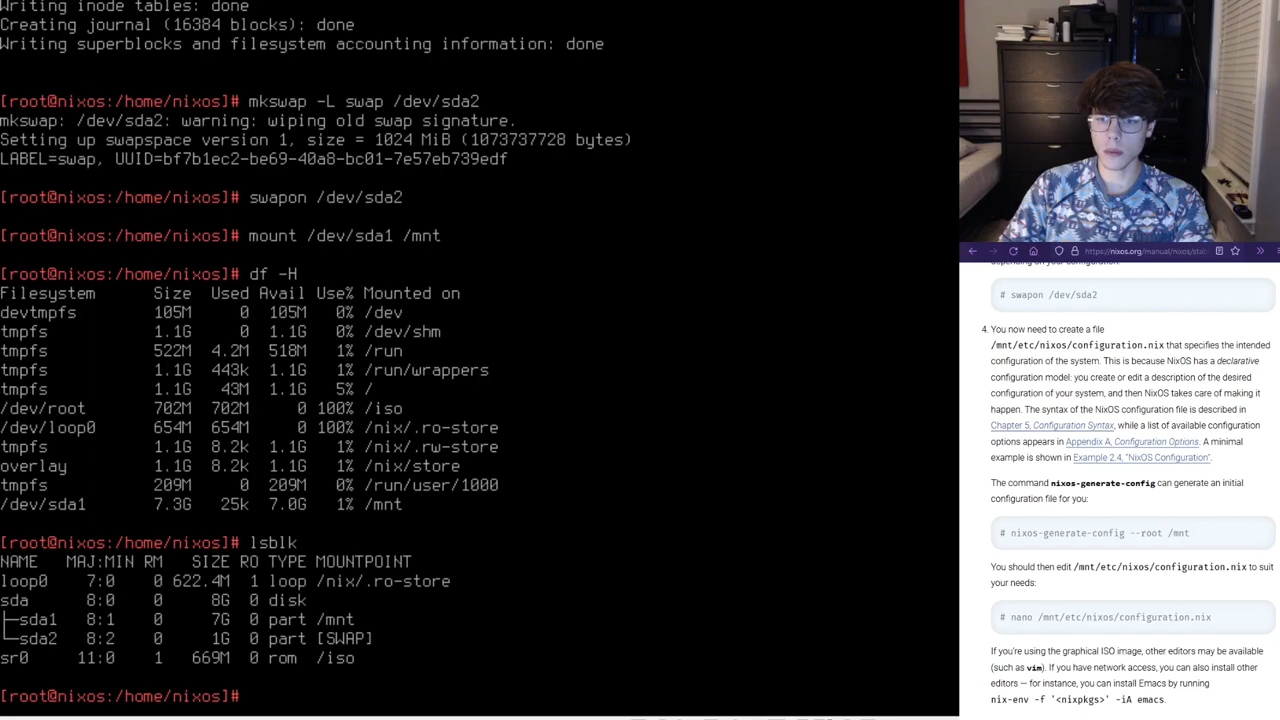 Writing inode tables: done
Creating journal (16384 blocks): done
Writing superblocks and filesystem accounting information: done
[root@nixos:/home/nixos]# mkswap -L swap /dev/sda2
mkswap: /dev/sda2: warning: wiping old swap signature.
Setting up swapspace version 1, size = 1024 MiB (1073737728 bytes)
LABEL=swap, UUID=bf7b1ec2-be69-40a8-bc01-7e57eb739edf
[root@nixos:/home/nixos]# swapon /dev/sda2
[root@nixos:/home/nixos]# mount /dev/sda1 /mnt
[root@nixos:/home/nixos]# df -H
Filesystem Size Used Avail Use% Mounted on
devtmpfs 105M 0 105M 0% /dev
tmpfs 1.1G 0 1.1G 0% /dev/shm
tmpfs 522M 4.2M 518M 1% /run
tmpfs 1.1G 443k 1.1G 1% /run/wrappers
tmpfs 1.1G 43M 1.1G 5% /
/dev/root 702M 702M 0 100% /iso
/dev/loop0 654M 654M 0 100% /nix/.ro-store
tmpfs 1.1G 8.2k 1.1G 1% /nix/.rw-store
overlay 1.1G 8.2k 1.1G 1% /nix/store
tmpfs 209M 0 209M 0% /run/user/1000
/dev/sda1 7.3G 25k 7.0G 1% /mnt
[root@nixos:/home/nixos]# lsblk
NAME MAJ:MIN RM SIZE RO TYPE MOUNTPOINT
loop0 7:0 0 622.4M 1 loop /nix/.ro-store
sda 8:0 0 8G 0 disk
├─sda1 8:1 0 7G 0 part /mnt
└─sda2 8:2 0 1G 0 part [SWAP]
sr0 11:0 1 669M 0 rom /iso
[root@nixos:/home/nixos]#
https://nixos.org/manual/nixos/sta
depending on your configuration.
# swapon /dev/sda2
4. You now need to create a file
/mnt/etc/nixos/configuration.nix that specifies the intended
configuration of the system. This is because NixOS has a declarative
configuration model: you create or edit a description of the desired
configuration of your system, and then NixOS takes care of making it
happen. The syntax of the NixOS configuration file is described in
Chapter 5, Configuration Syntax, while a list of available configuration
options appears in Appendix A, Configuration Options. A minimal
example is shown in Example 2.4, "NixOS Configuration".
The command nixos-generate-config can generate an initial
configuration file for you:
# nixos-generate-config --root /mnt
You should then edit /mnt/etc/nixos/configuration.nix to suit
your needs:
# nano /mnt/etc/nixos/configuration.nix
If you're using the graphical ISO image, other editors may be available
(such as vim). If you have network access, you can also install other
editors — for instance, you can install Emacs by running
nix-env -f '<nixpkgs>' -iA emacs.